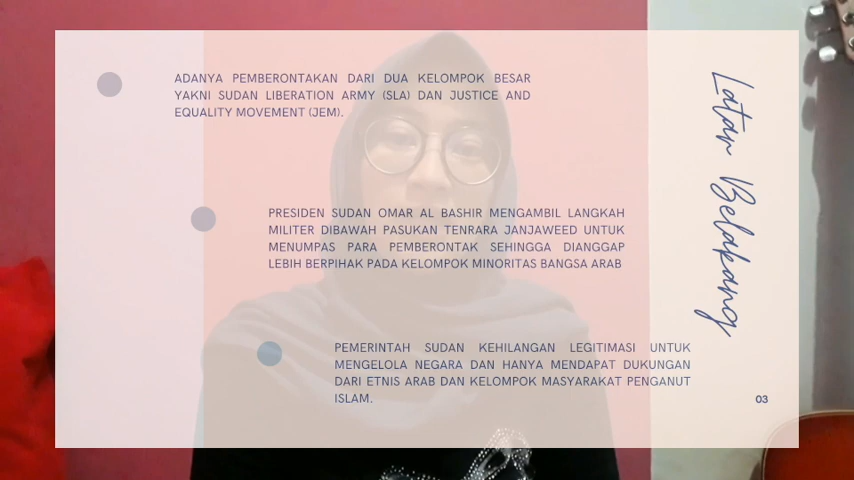 Latar Belakang
ADANYA PEMBERONTAKAN DARI DUA KELOMPOK BESAR
YAKNI SUDAN LIBERATION ARMY (SLA) DAN JUSTICE AND
EQUALITY MOVEMENT (JEM).
PRESIDEN SUDAN OMAR AL BASHIR MENGAMBIL LANGKAH
MILITER DIBAWAH PASUKAN TENRARA JANJAWEED UNTUK
MENUMPAS PARA PEMBERONTAK SEHINGGA DIANGGAP
LEBIH BERPIHAK PADA KELOMPOK MINORITAS BANGSA ARAB
PEMERINTAH SUDAN KEHILANGAN LEGITIMASI UNTUK
MENGELOLA NEGARA DAN HANYA MENDAPAT DUKUNGAN
DARI ETNIS ARAB DAN KELOMPOK MASYARAKAT PENGANUT
ISLAM.
03